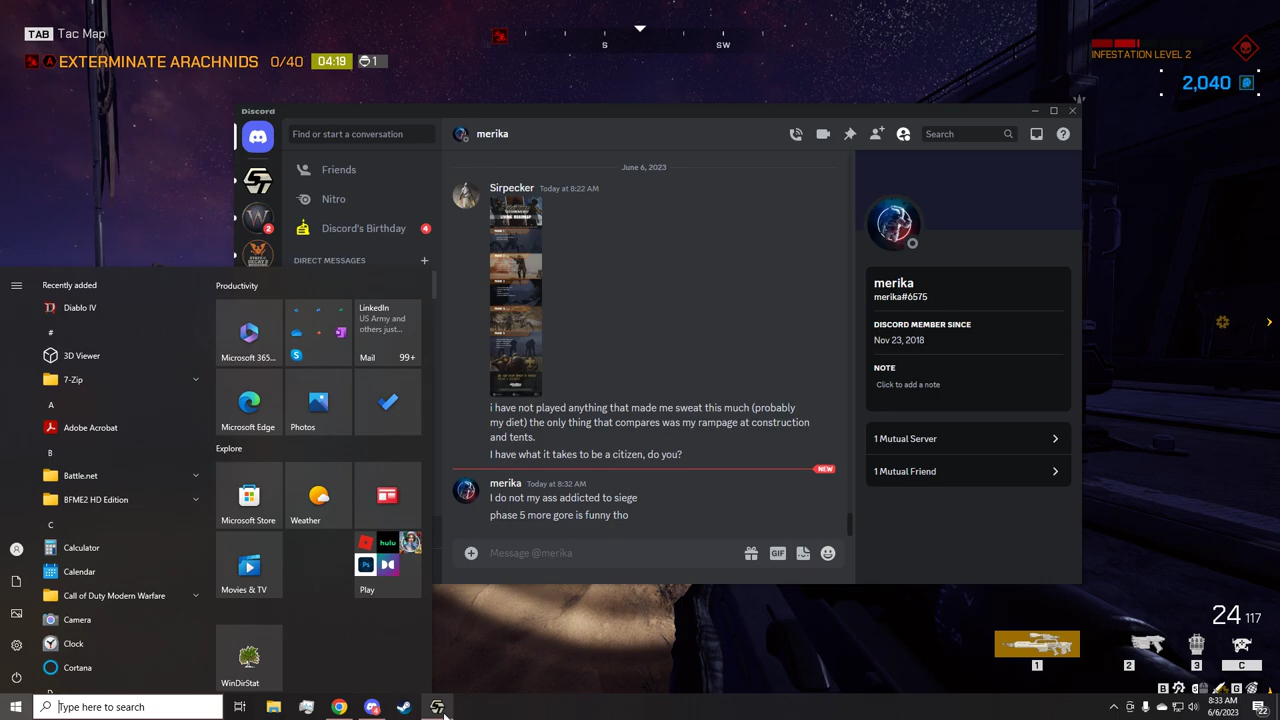 TAB Tac Map
EXTERMINATE ARACHNIDS 0/40 04:19 1
S SW
INFESTATION LEVEL 2
2,040
Discord
Find or start a conversation
Friends
Nitro
Discord's Birthday 4
DIRECT MESSAGES
2
merika
Search
June 6, 2023
Sirpecker Today at 8:22 AM
i have not played anything that made me sweat this much (probably
my diet) the only thing that compares was my rampage at construction
and tents.
I have what it takes to be a citizen, do you?
NEW
merika Today at 8:32 AM
I do not my ass addicted to siege
phase 5 more gore is funny tho
Message @merika
GIF
merika
merika#6575
DISCORD MEMBER SINCE
Nov 23, 2018
NOTE
Click to add a note
1 Mutual Server
1 Mutual Friend
Recently added
Diablo IV
#
3D Viewer
7-Zip
A
Adobe Acrobat
B
Battle.net
BFME2 HD Edition
C
Calculator
Calendar
Call of Duty Modern Warfare
Camera
Clock
Cortana
Productivity
Microsoft 365...
LinkedIn
US Army and
others just...
Mail 99+
Microsoft Edge
Photos
Explore
Microsoft Store
Weather
Movies & TV
hulu
Ps
Play
WinDirStat
24 117
1 2 3 C
B
Type here to search
8:33 AM
6/6/2023
22